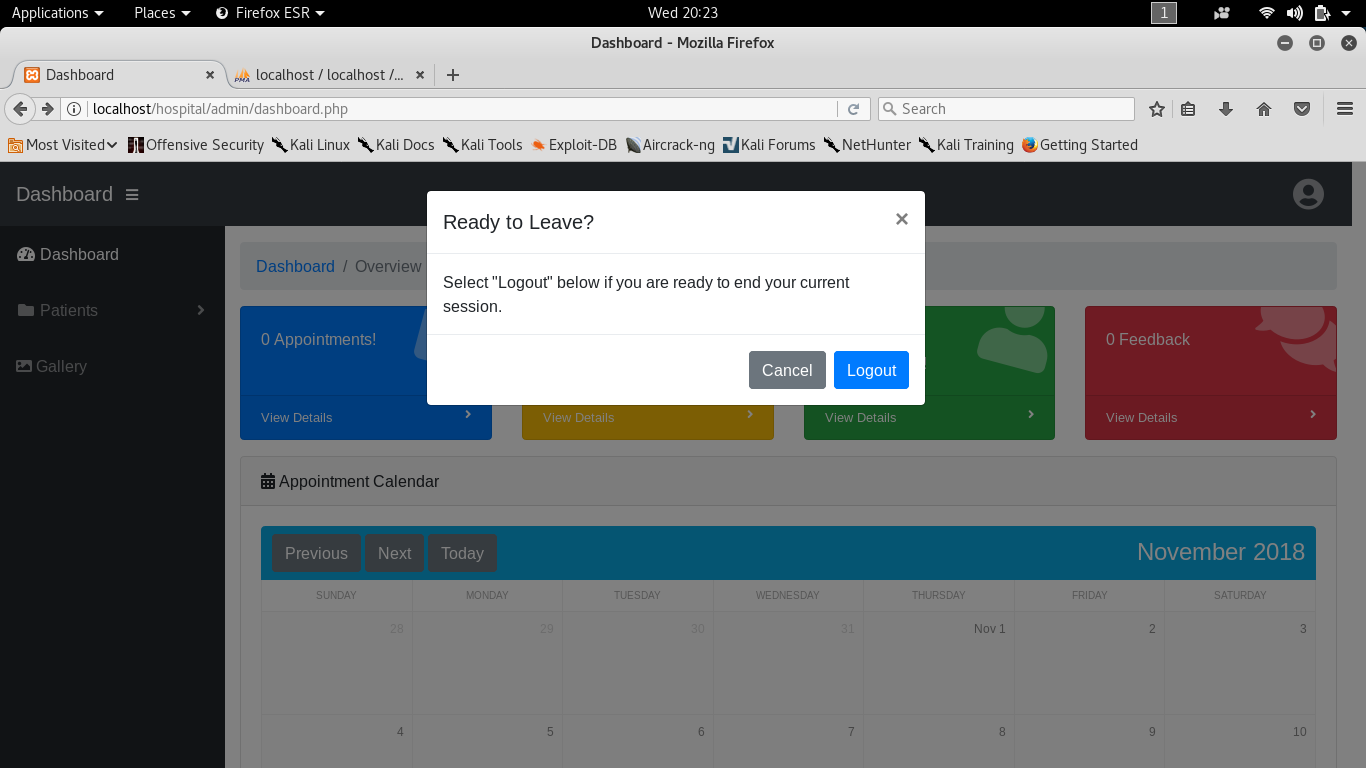 Applications Places Firefox ESR Wed 20:23 1
Dashboard - Mozilla Firefox
Dashboard localhost / localhost /...
localhost/hospital/admin/dashboard.php Search
Most Visited Offensive Security Kali Linux Kali Docs Kali Tools Exploit-DB Aircrack-ng Kali Forums NetHunter Kali Training Getting Started
Dashboard
Ready to Leave? ×
Select "Logout" below if you are ready to end your current
session.
Cancel Logout
Dashboard
Patients
Gallery
Dashboard / Overview
0 Appointments! 0 Feedback
View Details View Details View Details View Details
Appointment Calendar
Previous Next Today November 2018
SUNDAY MONDAY TUESDAY WEDNESDAY THURSDAY FRIDAY SATURDAY
28 29 30 31 Nov 1 2 3
4 5 6 7 8 9 10